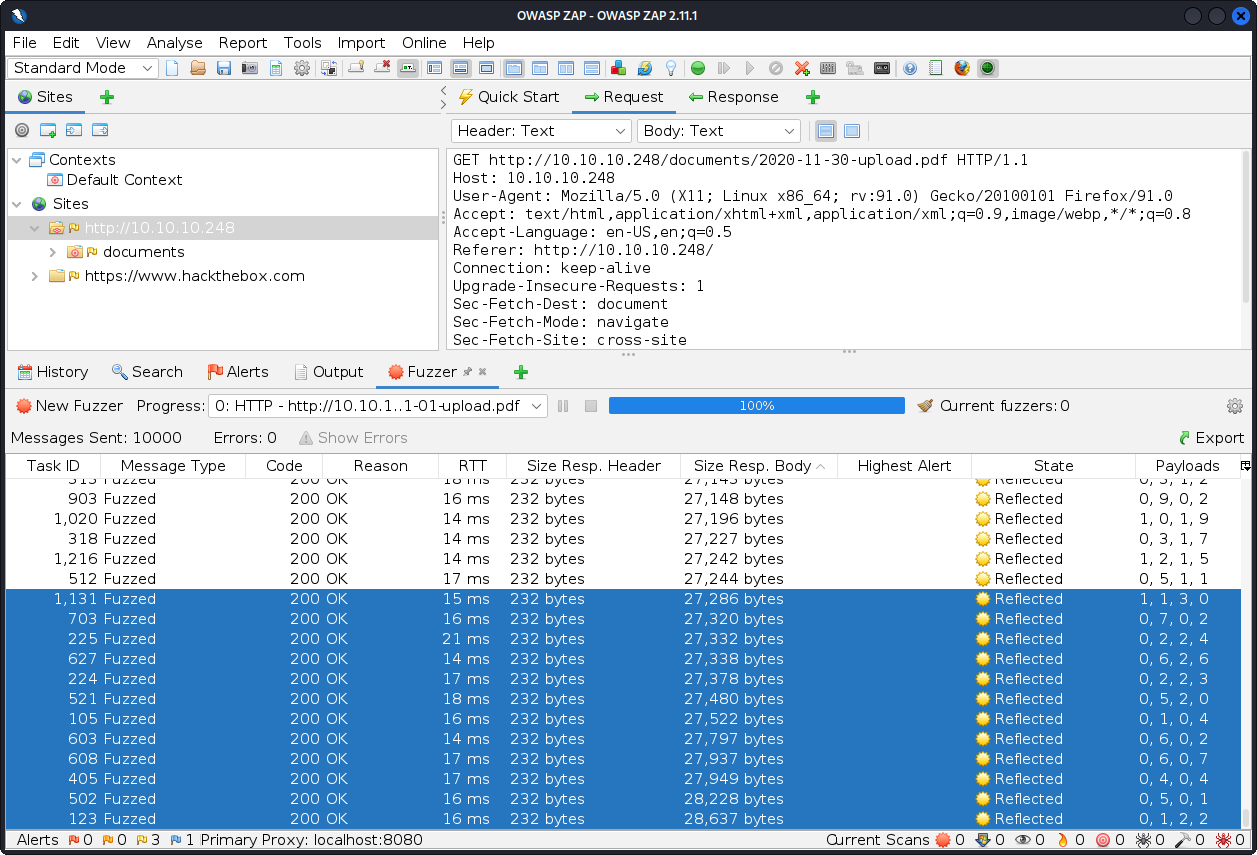 OWASP ZAP - OWASP ZAP 2.11.1
File Edit View Analyse Report Tools Import Online Help
Standard Mode
Sites
Quick Start Request Response
Header: Text Body: Text
Contexts
Default Context
Sites
http://10.10.10.248
documents
https://www.hackthebox.com
GET http://10.10.10.248/documents/2020-11-30-upload.pdf HTTP/1.1
Host: 10.10.10.248
User-Agent: Mozilla/5.0 (X11; Linux x86_64; rv:91.0) Gecko/20100101 Firefox/91.0
Accept: text/html,application/xhtml+xml,application/xml;q=0.9,image/webp,*/*;q=0.8
Accept-Language: en-US,en;q=0.5
Referer: http://10.10.10.248/
Connection: keep-alive
Upgrade-Insecure-Requests: 1
Sec-Fetch-Dest: document
Sec-Fetch-Mode: navigate
Sec-Fetch-Site: cross-site
History Search Alerts Output Fuzzer
New Fuzzer Progress: 0: HTTP - http://10.10.1..1-01-upload.pdf 100% Current fuzzers: 0
Messages Sent: 10000 Errors: 0 Show Errors Export
Task ID Message Type Code Reason RTT Size Resp. Header Size Resp. Body Highest Alert State Payloads
Fuzzed 200 OK 18 ms 232 bytes bytes Reflected
903 Fuzzed 200 OK 16 ms 232 bytes 27,148 bytes Reflected 0, 9, 0, 2
1,020 Fuzzed 200 OK 14 ms 232 bytes 27,196 bytes Reflected 1, 0, 1, 9
318 Fuzzed 200 OK 14 ms 232 bytes 27,227 bytes Reflected 0, 3, 1, 7
1,216 Fuzzed 200 OK 14 ms 232 bytes 27,242 bytes Reflected 1, 2, 1, 5
512 Fuzzed 200 OK 17 ms 232 bytes 27,244 bytes Reflected 0, 5, 1, 1
1,131 Fuzzed 200 OK 15 ms 232 bytes 27,286 bytes Reflected 1, 1, 3, 0
703 Fuzzed 200 OK 16 ms 232 bytes 27,320 bytes Reflected 0, 7, 0, 2
225 Fuzzed 200 OK 21 ms 232 bytes 27,332 bytes Reflected 0, 2, 2, 4
627 Fuzzed 200 OK 14 ms 232 bytes 27,338 bytes Reflected 0, 6, 2, 6
224 Fuzzed 200 OK 17 ms 232 bytes 27,378 bytes Reflected 0, 2, 2, 3
521 Fuzzed 200 OK 18 ms 232 bytes 27,480 bytes Reflected 0, 5, 2, 0
105 Fuzzed 200 OK 16 ms 232 bytes 27,522 bytes Reflected 0, 1, 0, 4
603 Fuzzed 200 OK 14 ms 232 bytes 27,797 bytes Reflected 0, 6, 0, 2
608 Fuzzed 200 OK 17 ms 232 bytes 27,937 bytes Reflected 0, 6, 0, 7
405 Fuzzed 200 OK 17 ms 232 bytes 27,949 bytes Reflected 0, 4, 0, 4
502 Fuzzed 200 OK 16 ms 232 bytes 28,228 bytes Reflected 0, 5, 0, 1
123 Fuzzed 200 OK 16 ms 232 bytes 28,637 bytes Reflected 0, 1, 2, 2
Alerts 0 0 3 1 Primary Proxy: localhost:8080 Current Scans 0 0 0 0 0 0 0 0